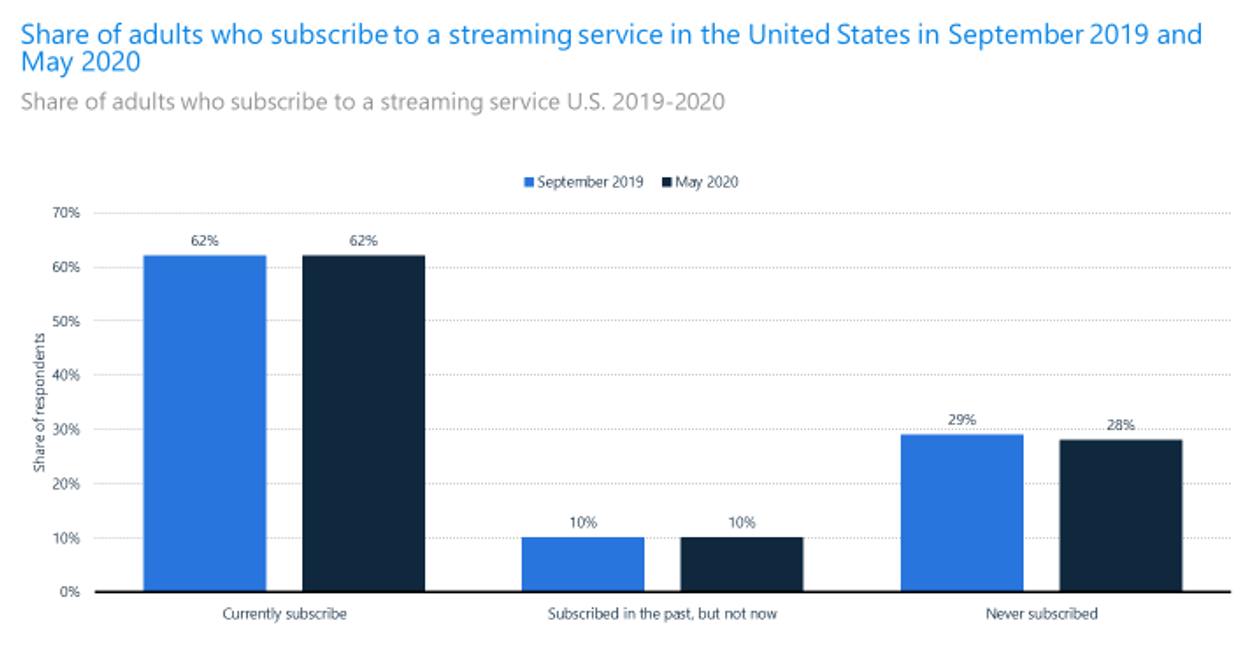 Share of adults who subscribe to a streaming service in the United States in September 2019 and
May 2020
Share of adults who subscribe to a streaming service U.S. 2019-2020
September 2019 May 2020
Share of respondents
70%
60%
50%
40%
30%
20%
10%
0%
62% 62%
10% 10%
29% 28%
Currently subscribe
Subscribed in the past, but not now
Never subscribed